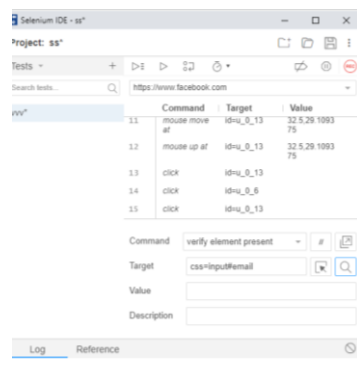 Selenium IDE - ss*
Project: ss*
Tests
Search tests...
https://www.facebook.com
Command Target Value
11 mouse move at id=u_0_13 32.5,29.109375
12 mouse up at id=u_0_13 32.5,29.109375
13 click id=u_0_13
14 click id=u_0_6
15 click id=u_0_13
Command verify element present //
Target css=input#email
Value
Description
Log Reference